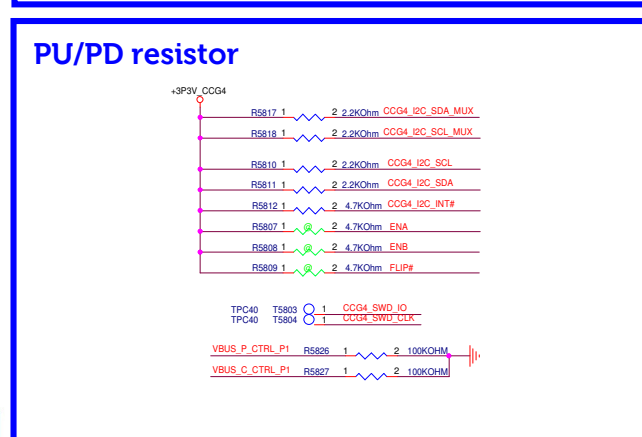 PU/PD resistor
+3P3V_CCG4
R5817 1 2 2.2KOhm CCG4_I2C_SDA_MUX
R5818 1 2 2.2KOhm CCG4_I2C_SCL_MUX
R5810 1 2 2.2KOhm CCG4_I2C_SCL
R5811 1 2 2.2KOhm CCG4_I2C_SDA
R5812 1 2 4.7KOhm CCG4_I2C_INT#
R5807 1 @ 2 4.7KOhm ENA
R5808 1 @ 2 4.7KOhm ENB
R5809 1 @ 2 4.7KOhm FLIP#
TPC40 T5803 1 CCG4_SWD_IO
TPC40 T5804 1 CCG4_SWD_CLK
VBUS_P_CTRL_P1 R5826 1 2 100KOHM
VBUS_C_CTRL_P1 R5827 1 2 100KOHM